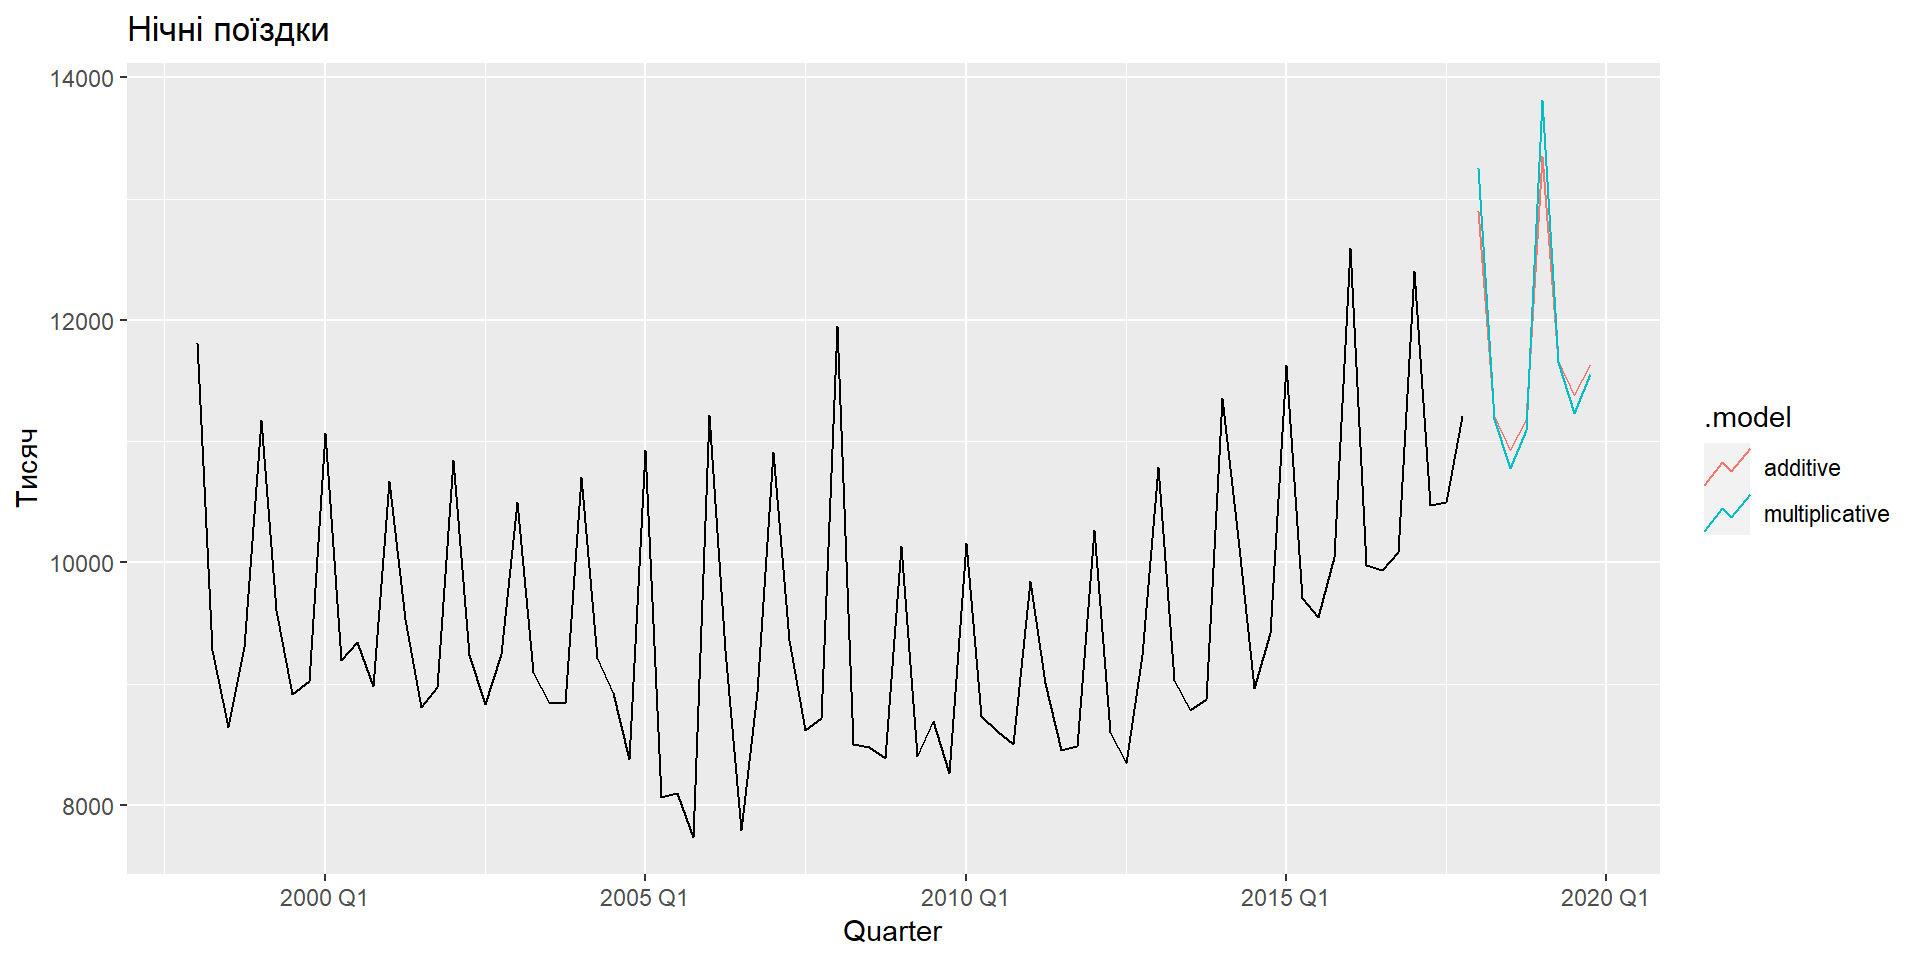 Нічні поїздки
14000
12000
10000
8000
Тисяч
2000 Q1
2005 Q1
2010 Q1
2015 Q1
2020 Q1
Quarter
.model
additive
multiplicative